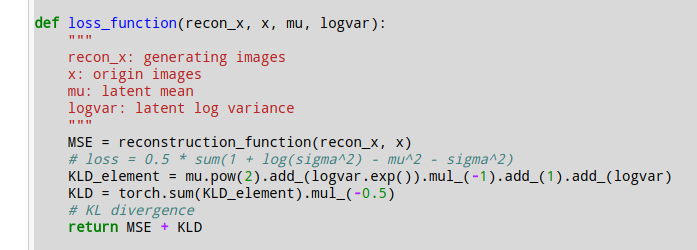 def loss_function(recon_x, x, mu, logvar):
"""
recon_x: generating images
x: origin images
mu: latent mean
logvar: latent log variance
"""
MSE = reconstruction_function(recon_x, x)
# loss = 0.5 * sum(1 + log(sigma^2) - mu^2 - sigma^2)
KLD_element = mu.pow(2).add_(logvar.exp()).mul_(-1).add_(1).add_(logvar)
KLD = torch.sum(KLD_element).mul_(-0.5)
# KL divergence
return MSE + KLD